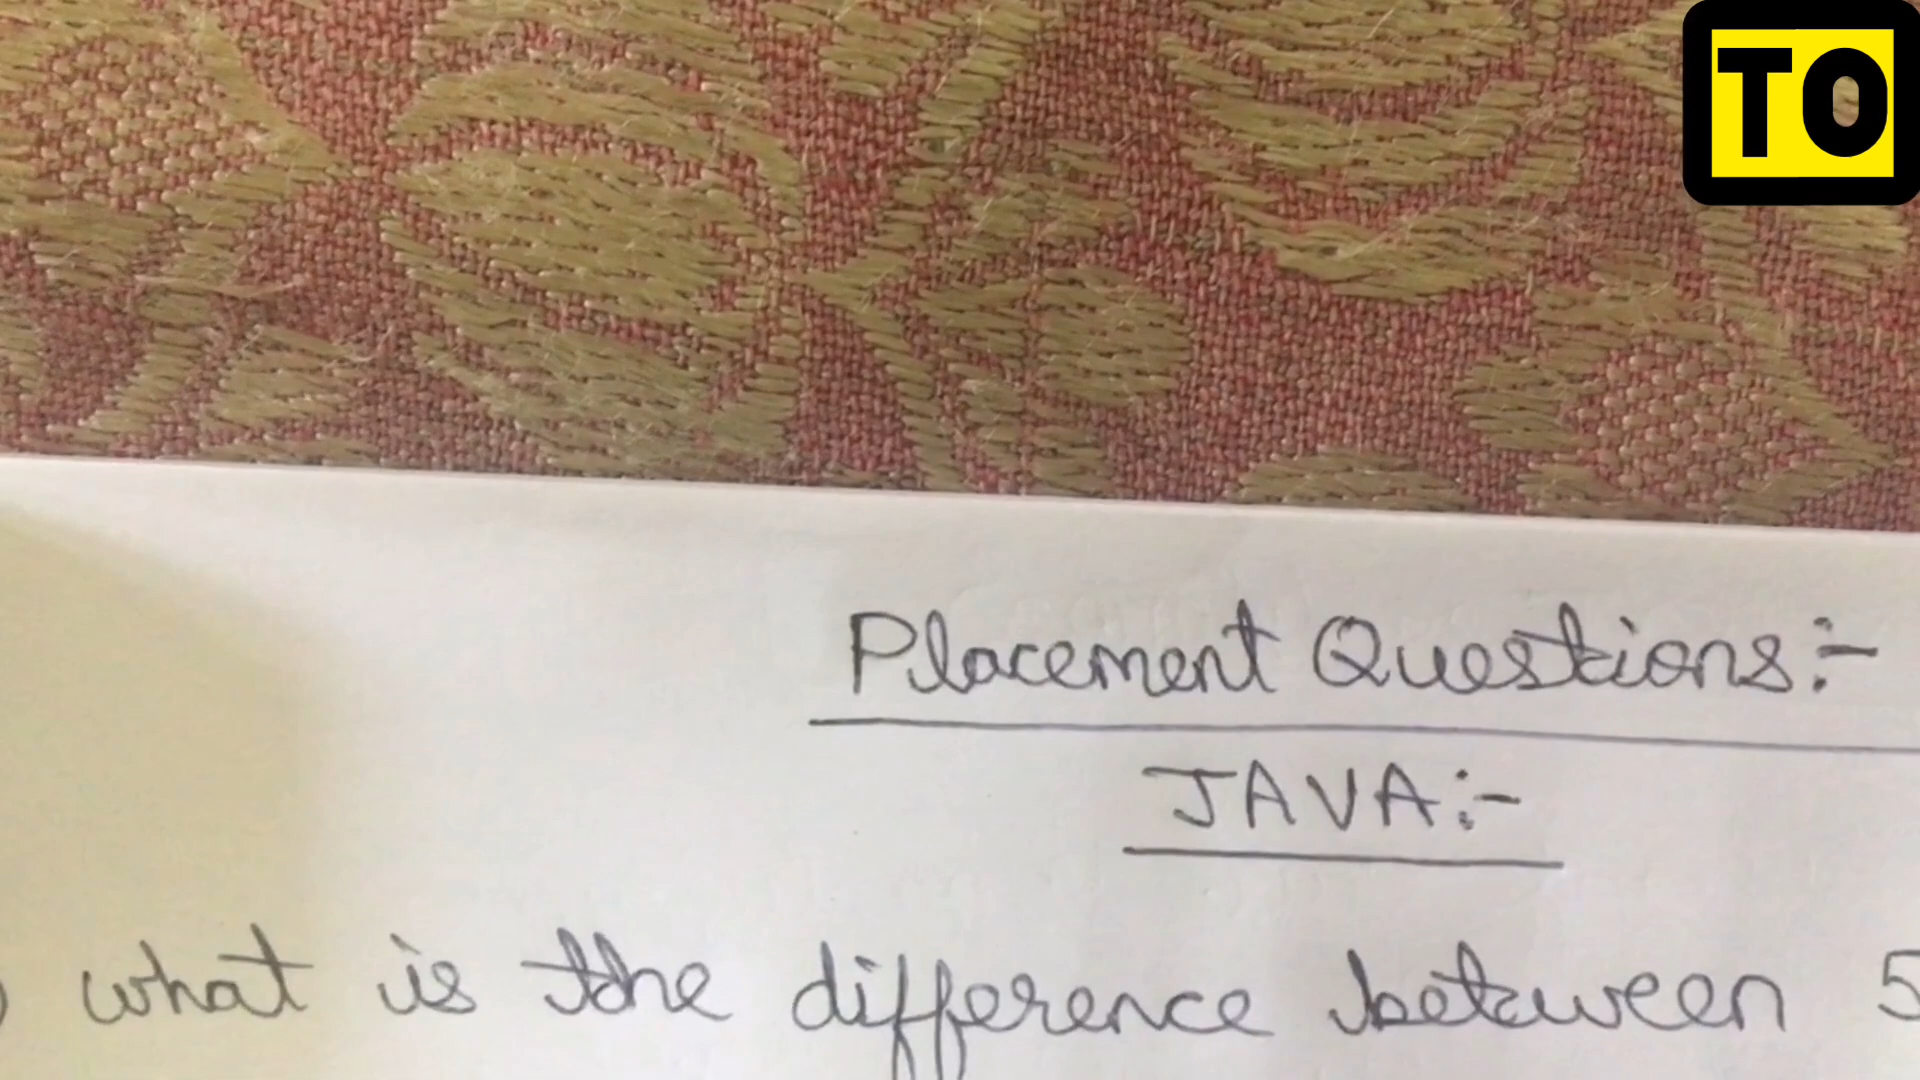 TO
Placement Questions:-
JAVA:-
what is the difference between